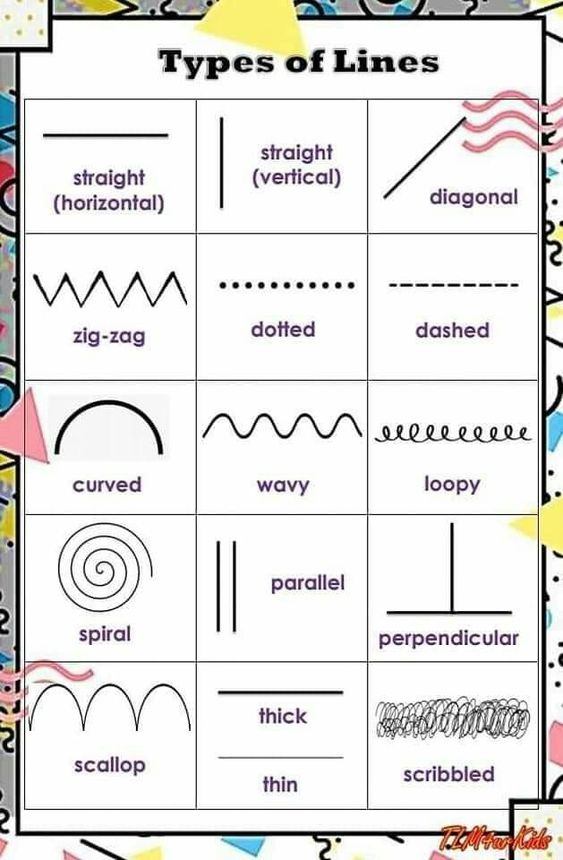 Types of Lines
straight
(horizontal)
straight
(vertical)
diagonal
zig-zag
dotted
dashed
curved
wavy
loopy
spiral
parallel
perpendicular
scallop
thick
thin
scribbled
TLM4urKids